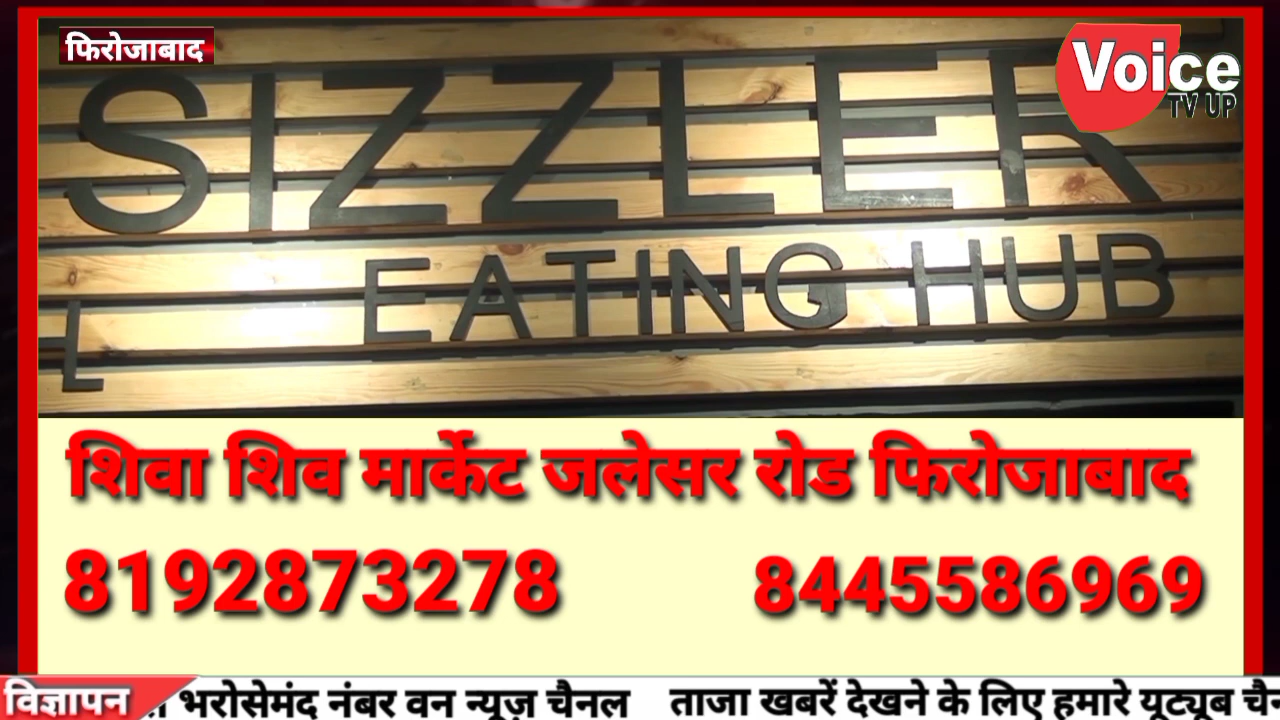 फिरोजाबाद
Voice
TV UP
SIZZLER
EATING HUB
L
शिवा शिव मार्केट जलेसर रोड फिरोजाबाद
8192873278 8445586969
विज्ञापन भरोसेमंद नंबर वन न्यूज़ चैनल ताजा खबरें देखने के लिए हमारे यूट्यूब